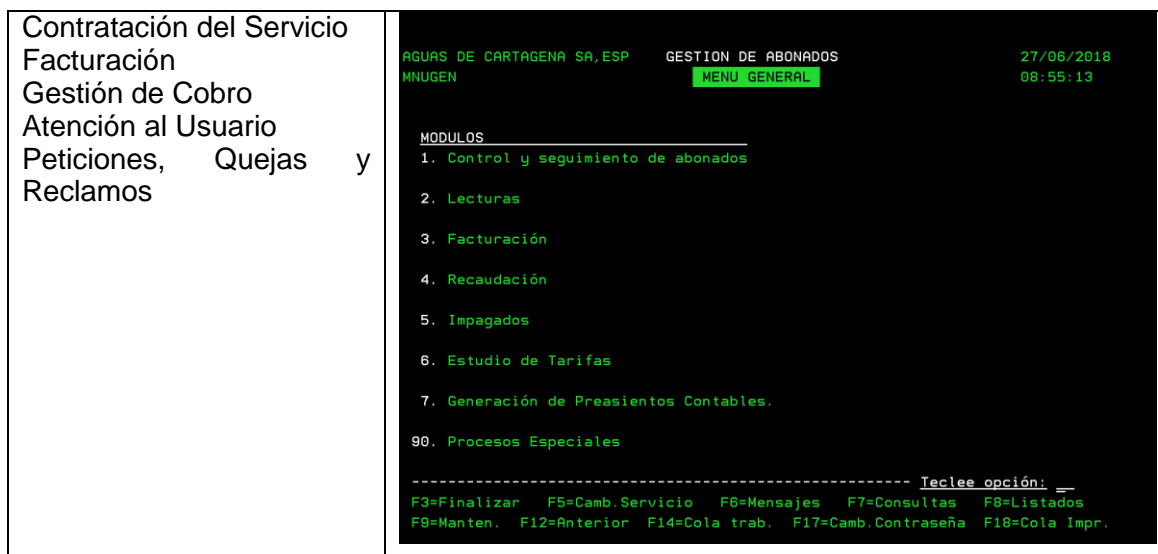 Contratación del Servicio
Facturación
Gestión de Cobro
Atención al Usuario
Peticiones, Quejas y
Reclamos
AGUAS DE CARTAGENA SA,ESP GESTION DE ABONADOS 27/06/2018
MNUGEN MENU GENERAL 08:55:13
MODULOS
1. Control y seguimiento de abonados
2. Lecturas
3. Facturación
4. Recaudación
5. Impagados
6. Estudio de Tarifas
7. Generación de Preasientos Contables.
90. Procesos Especiales
-------------------------------------------------------- Teclee opción: __
F3=Finalizar F5=Camb.Servicio F6=Mensajes F7=Consultas F8=Listados
F9=Manten. F12=Anterior F14=Cola trab. F17=Camb.Contraseña F18=Cola Impr.